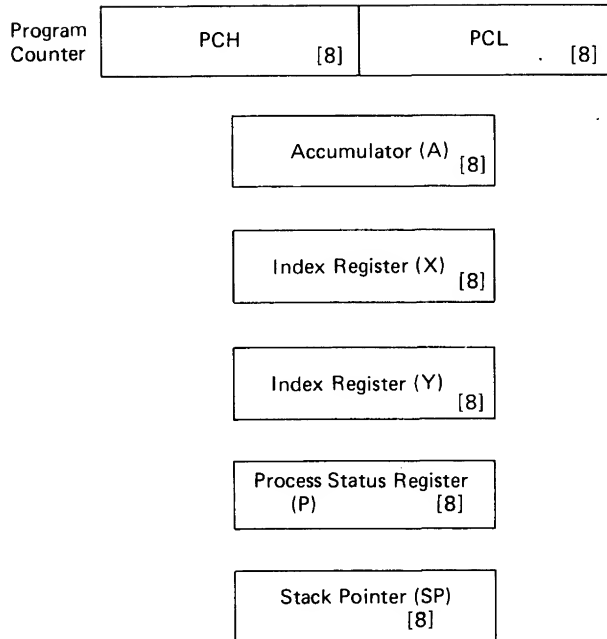 Program
Counter
PCH
[8]
PCL
[8]
Accumulator (A)
[8]
Index Register (X)
[8]
Index Register (Y)
[8]
Process Status Register
(P) [8]
Stack Pointer (SP)
[8]